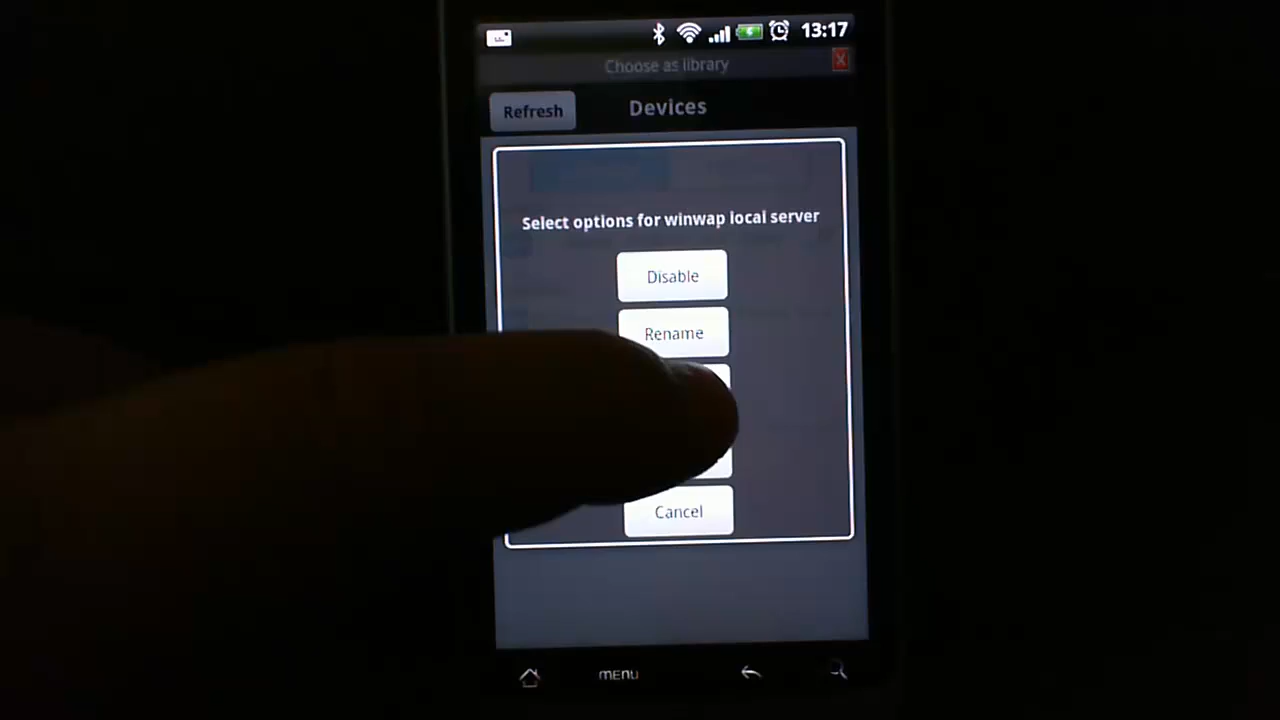 13:17
Choose as library
X
Refresh
Devices
Select options for winwap local server
Disable
Rename
Cancel
menu